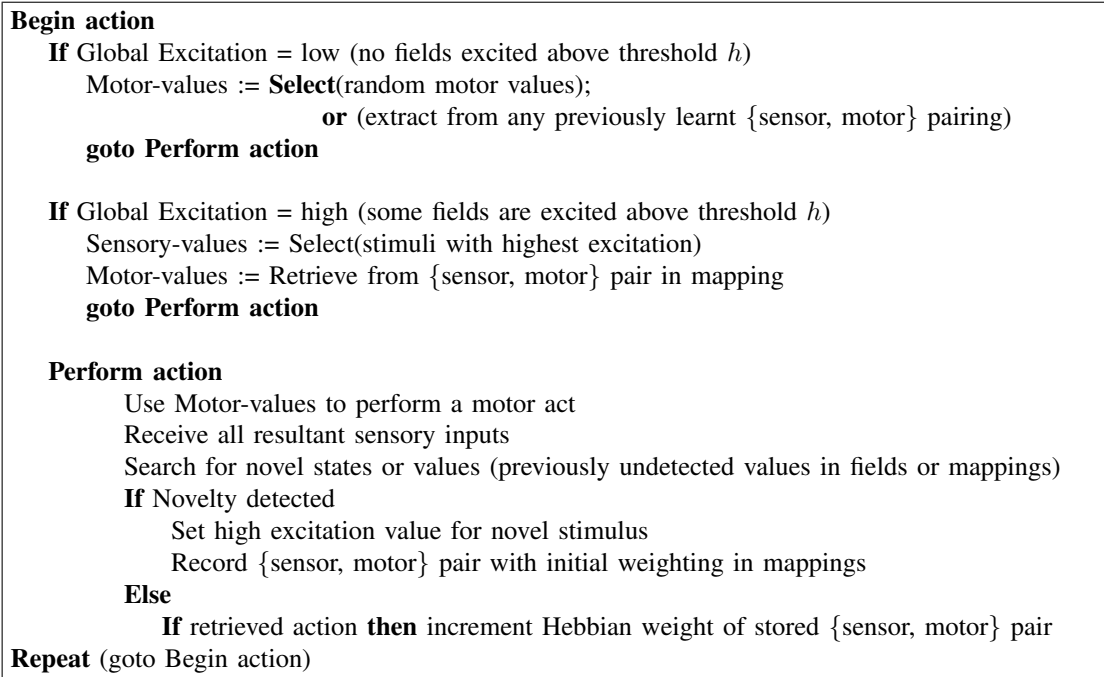 Begin action
If Global Excitation = low (no fields excited above threshold h)
Motor-values := Select(random motor values);
or (extract from any previously learnt {sensor, motor} pairing)
goto Perform action
If Global Excitation = high (some fields are excited above threshold h)
Sensory-values := Select(stimuli with highest excitation)
Motor-values := Retrieve from {sensor, motor} pair in mapping
goto Perform action
Perform action
Use Motor-values to perform a motor act
Receive all resultant sensory inputs
Search for novel states or values (previously undetected values in fields or mappings)
If Novelty detected
Set high excitation value for novel stimulus
Record {sensor, motor} pair with initial weighting in mappings
Else
If retrieved action then increment Hebbian weight of stored {sensor, motor} pair
Repeat (goto Begin action)